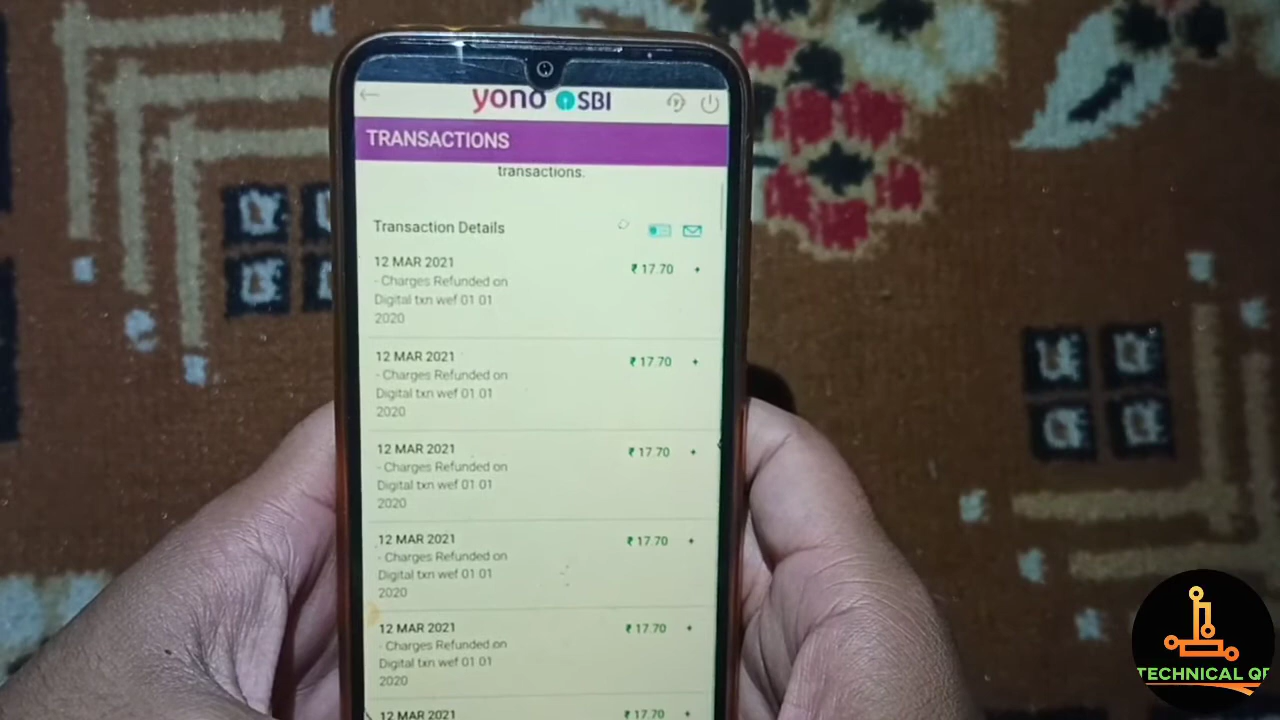 yono SBI
TRANSACTIONS
transactions.
Transaction Details
12 MAR 2021
₹ 17.70 +
- Charges Refunded on
Digital txn wef 01 01
2020
12 MAR 2021
₹ 17.70 +
- Charges Refunded on
Digital txn wef 01 01
2020
12 MAR 2021
₹ 17.70 +
- Charges Refunded on
Digital txn wef 01 01
2020
12 MAR 2021
₹ 17.70 +
- Charges Refunded on
Digital txn wef 01 01
2020
12 MAR 2021
₹ 17.70 +
- Charges Refunded on
Digital txn wef 01 01
2020
12 MAR 2021
₹ 17.70 +
TECHNICAL